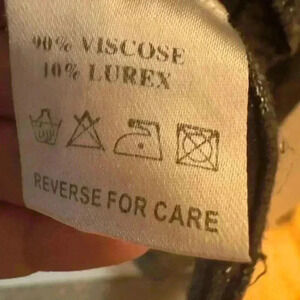 90% VISCOSE
10% LUREX
REVERSE FOR CARE